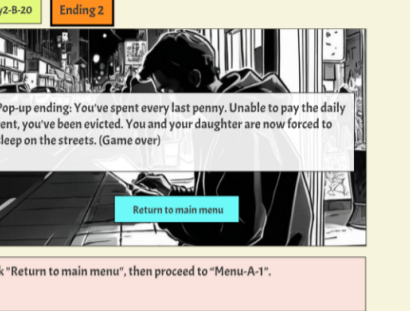 y2-B-20
Ending 2
Pop-up ending: You've spent every last penny. Unable to pay the daily
ent, you've been evicted. You and your daughter are now forced to
sleep on the streets. (Game over)
Return to main menu
k "Return to main menu", then proceed to "Menu-A-1".